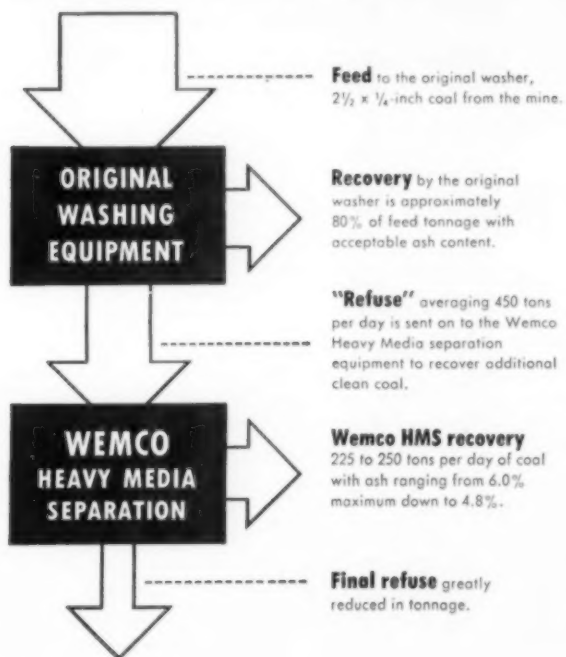 Feed to the original washer,
2½ x ¼-inch coal from the mine.
ORIGINAL
WASHING
EQUIPMENT
Recovery by the original
washer is approximately
80% of feed tonnage with
acceptable ash content.
"Refuse" averaging 450 tons
per day is sent on to the Wemco
Heavy Media separation
equipment to recover additional
clean coal.
WEMCO
HEAVY MEDIA
SEPARATION
Wemco HMS recovery
225 to 250 tons per day of coal
with ash ranging from 6.0%
maximum down to 4.8%.
Final refuse greatly
reduced in tonnage.